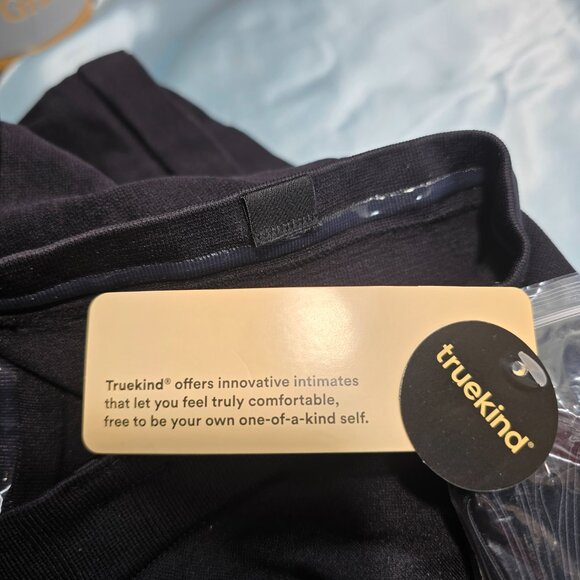 Truekind® offers innovative intimates
that let you feel truly comfortable,
free to be your own one-of-a-kind self.
truekind®